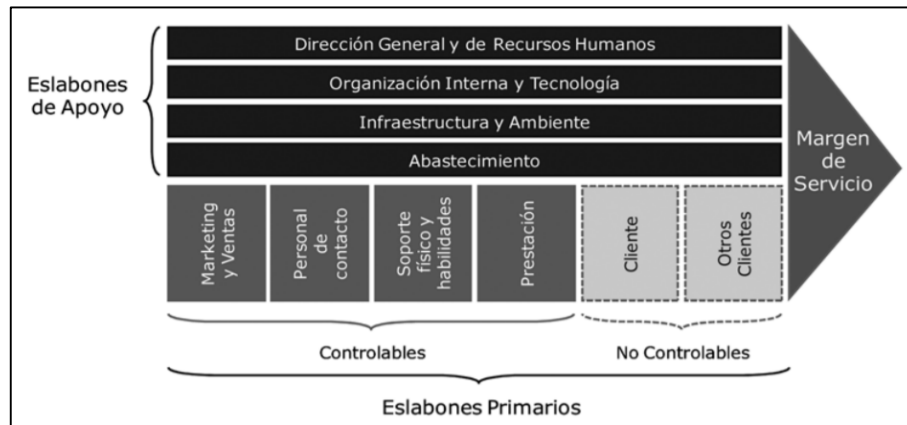 Dirección General y de Recursos Humanos
Organización Interna y Tecnología
Infraestructura y Ambiente
Abastecimiento
Eslabones
de Apoyo
Margen
de
Servicio
Marketing
y Ventas
Personal
de
contacto
Soporte
físico y
habilidades
Prestación
Cliente
Otros
Clientes
Controlables
No Controlables
Eslabones Primarios